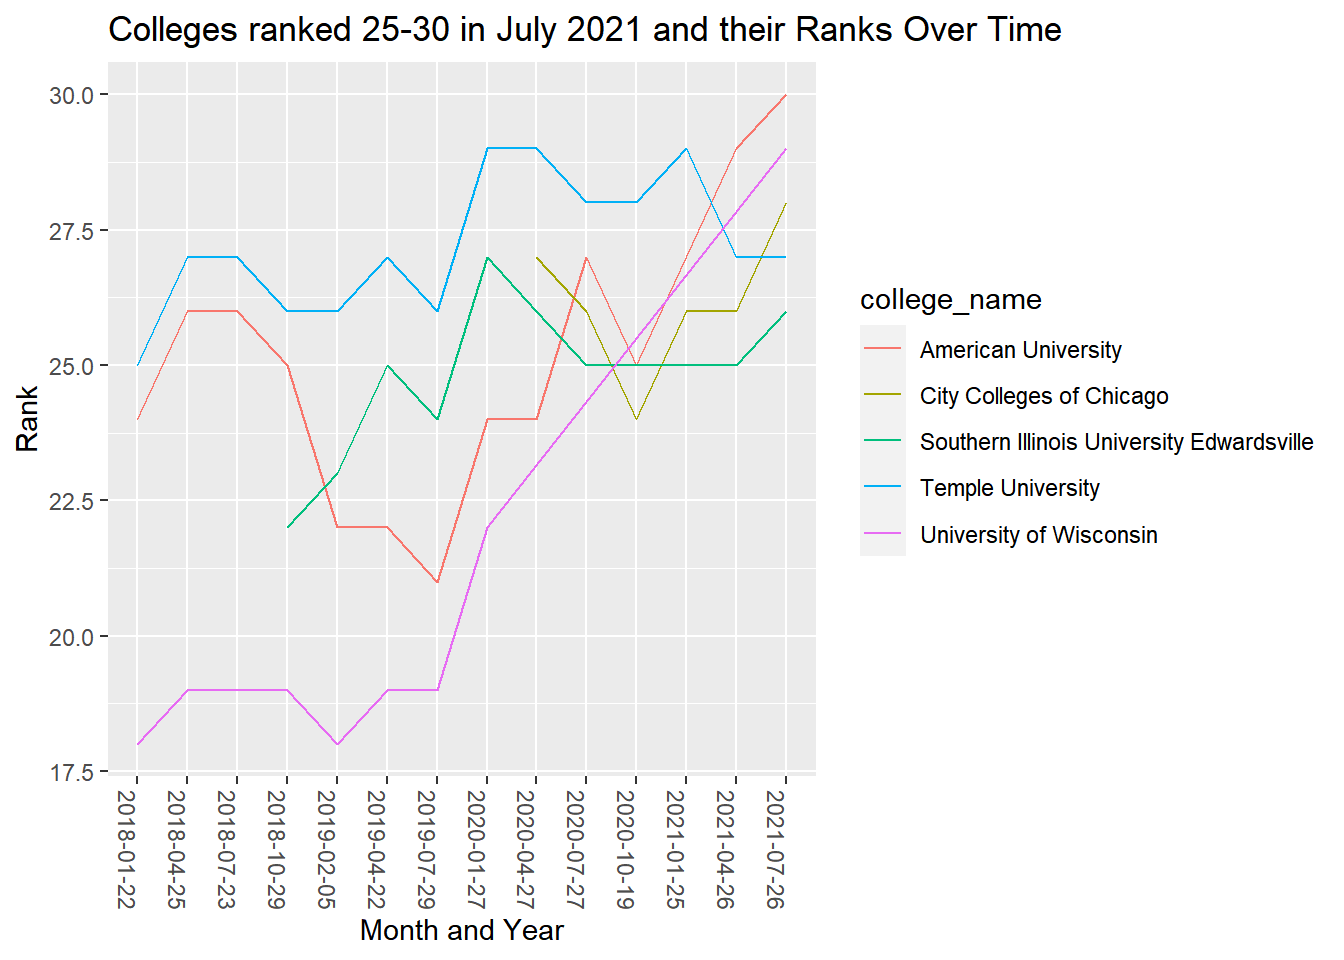 Colleges ranked 25-30 in July 2021 and their Ranks Over Time
Rank
30.0
27.5
25.0
22.5
20.0
17.5
2018-01-22
2018-04-25
2018-07-23
2018-10-29
2019-02-05
2019-04-22
2019-07-29
2020-01-27
2020-04-27
2020-07-27
2020-10-19
2021-01-25
2021-04-26
2021-07-26
Month and Year
college_name
American University
City Colleges of Chicago
Southern Illinois University Edwardsville
Temple University
University of Wisconsin